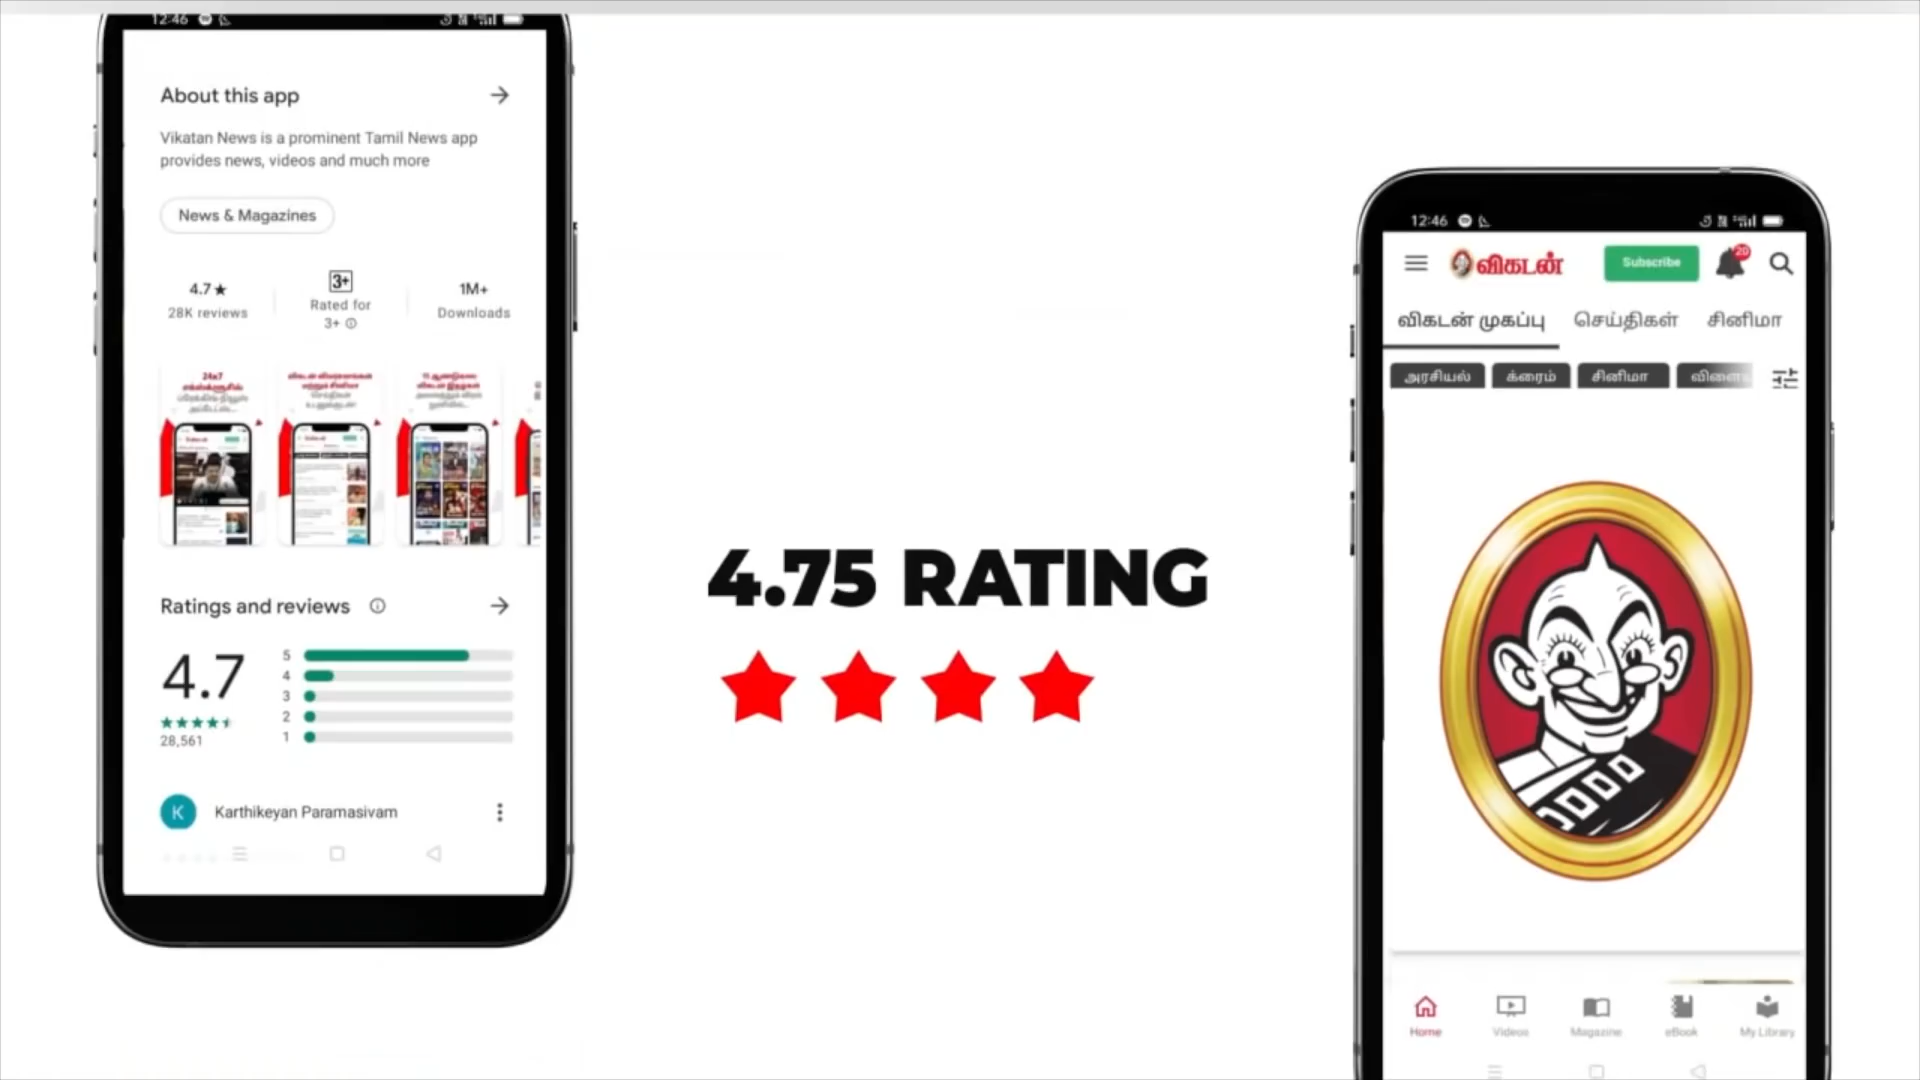 12:46
About this app
Vikatan News is a prominent Tamil News app
provides news, videos and much more
News & Magazines
4.7★
28K reviews
3+
Rated for
3+
1M+
Downloads
24x7
Ratings and reviews
4.7
5
4
3
2
1
28,561
K
Karthikeyan Paramasivam
4.75 RATING
12:46
விகடன்
Subscribe
20
விகடன் முகப்பு
செய்திகள்
சினிமா
அரசியல்
க்ரைம்
சினிமா
Home
Videos
Magazine
eBook
My Library